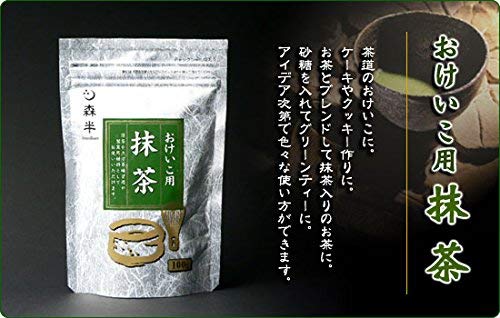 おけいこ用抹茶
茶道のおけいこに。
ケーキやクッキー作りに。
お茶とブレンドして抹茶入りのお茶に。
砂糖を入れてグリーンティーに。
アイデア次第で色々な使い方ができます。
森半
おけいこ用
抹茶
100g